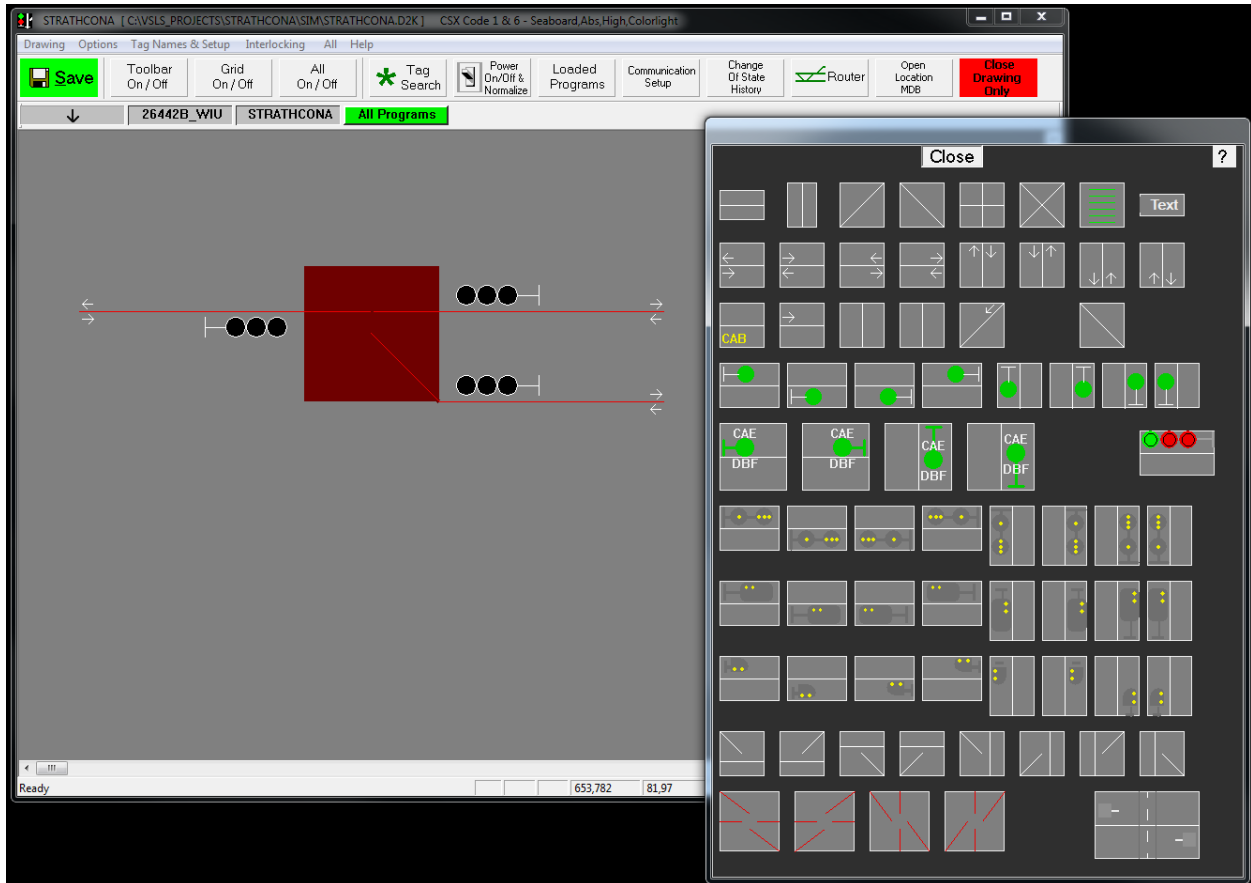 STRATHCONA [ C:\VSLS_PROJECTS\STRATHCONA\SIM\STRATHCONA.D2K ] CSX Code 1 & 6 - Seaboard,Abs,High,Colorlight
Drawing Options Tag Names & Setup Interlocking All Help
Save
Toolbar
On / Off
Grid
On / Off
All
On / Off
Tag
Search
Power
On/Off &
Normalize
Loaded
Programs
Communication
Setup
Change
Of State
History
Router
Open
Location
MDB
Close
Drawing
Only
26442B_WIU STRATHCONA All Programs
Close ?
Text
CAB
CAE
DBF
CAE
DBF
CAE
DBF
CAE
DBF
Ready 653,782 81,97